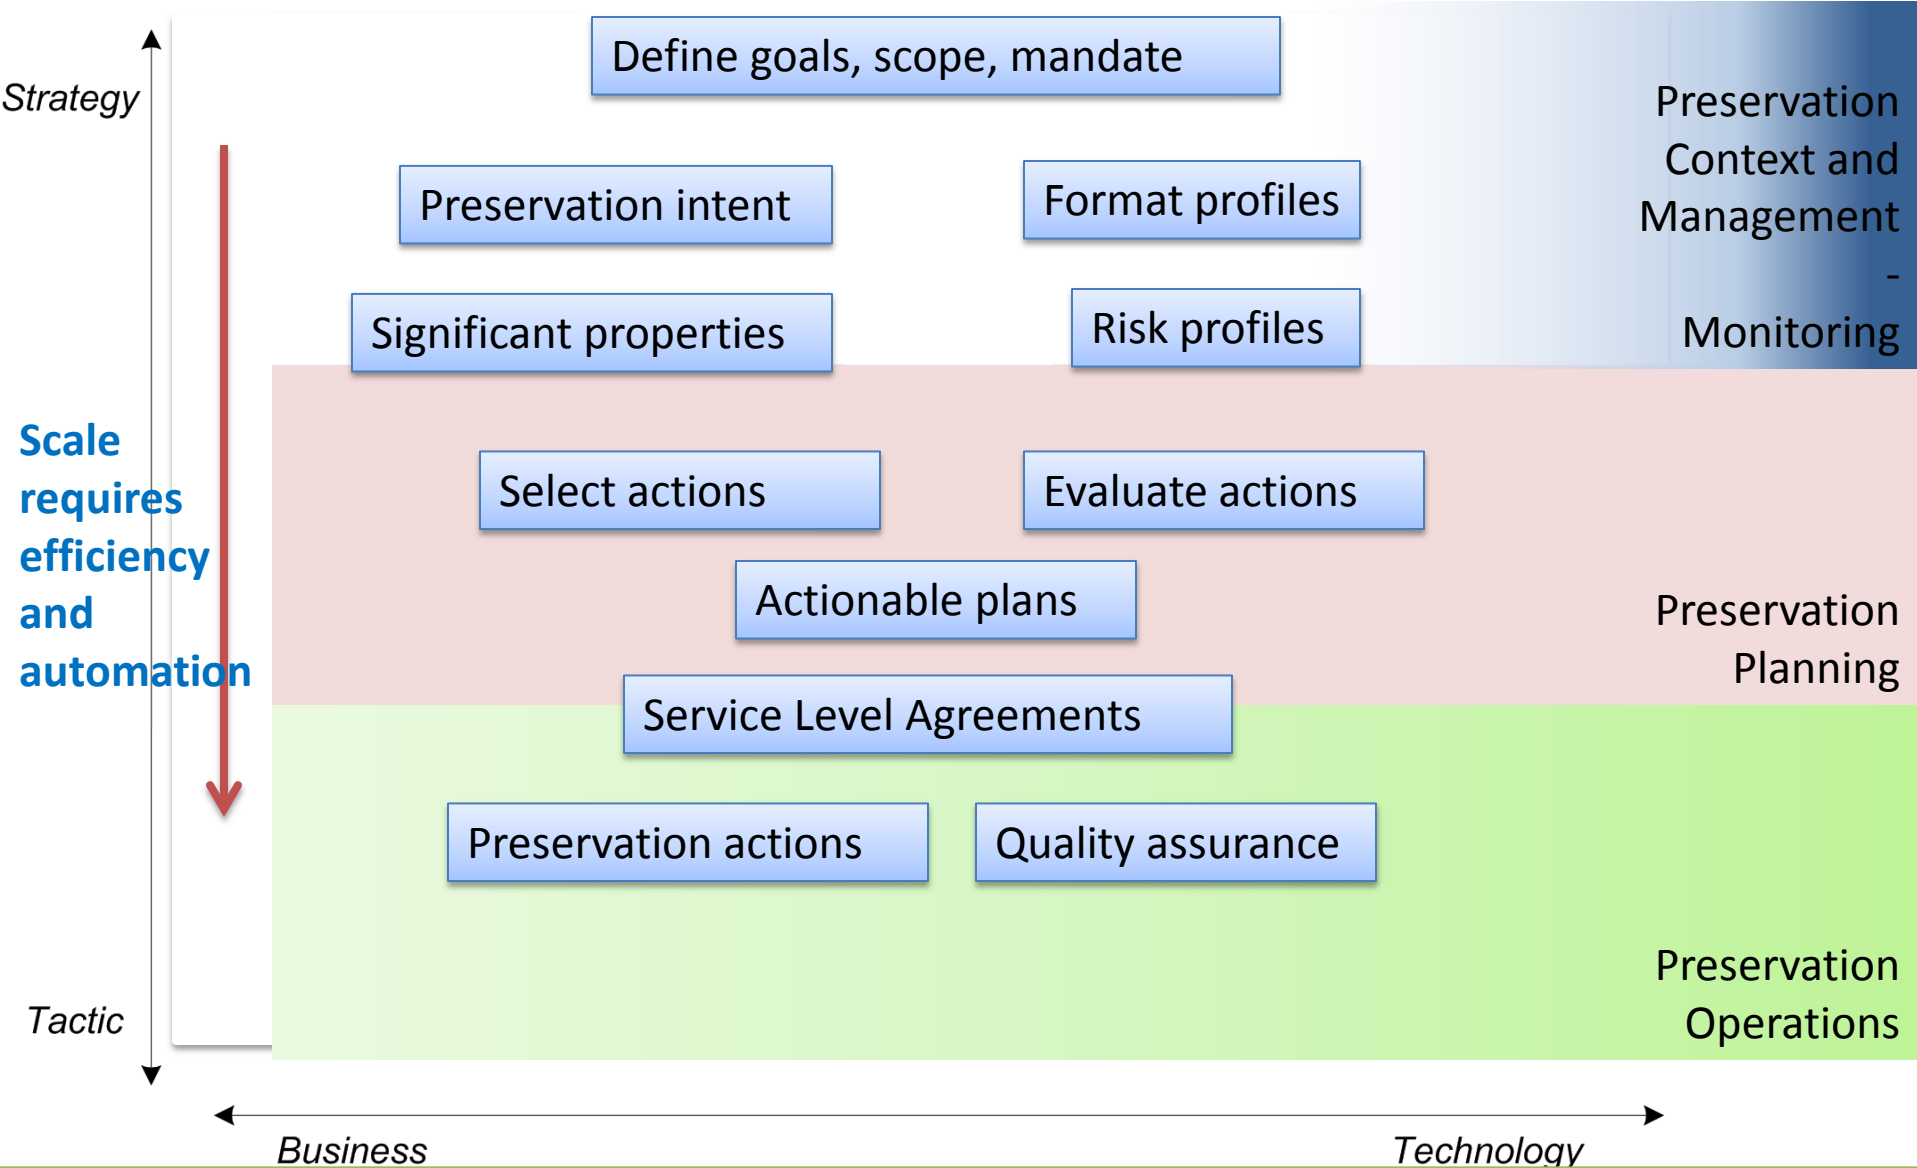 Define goals, scope, mandate
Strategy
Preservation
Context and
Management
-
Monitoring
Preservation intent
Format profiles
Significant properties
Risk profiles
Scale
requires
efficiency
and
automation
Select actions
Evaluate actions
Actionable plans
Preservation
Planning
Service Level Agreements
Preservation actions
Quality assurance
Preservation
Operations
Tactic
Business
Technology